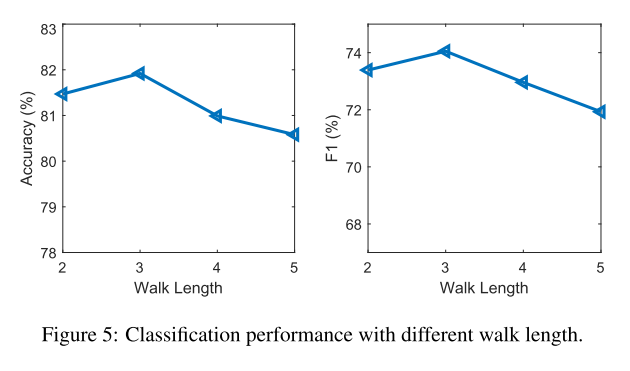 83
82
81
80
79
78
Accuracy (%)
2 3 4 5
Walk Length
74
72
70
68
F1 (%)
2 3 4 5
Walk Length
Figure 5: Classification performance with different walk length.